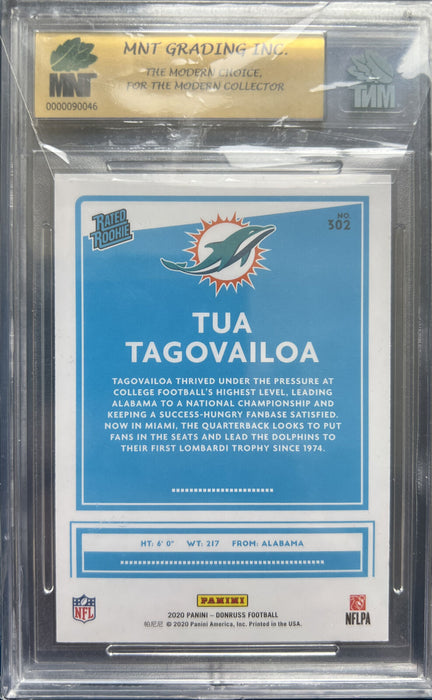 MNT GRADING INC.
THE MODERN CHOICE,
FOR THE MODERN COLLECTOR
MNT
0000090046
MNT
RATED
ROOKIE
NO.
302
TUA
TAGOVAILOA
TAGOVAILOA THRIVED UNDER THE PRESSURE AT
COLLEGE FOOTBALL'S HIGHEST LEVEL, LEADING
ALABAMA TO A NATIONAL CHAMPIONSHIP AND
KEEPING A SUCCESS-HUNGRY FANBASE SATISFIED.
NOW IN MIAMI, THE QUARTERBACK LOOKS TO PUT
FANS IN THE SEATS AND LEAD THE DOLPHINS TO
THEIR FIRST LOMBARDI TROPHY SINCE 1974.
HT: 6' 0" WT: 217 FROM: ALABAMA
NFL
PANINI
NFLPA
2020 PANINI – DONRUSS FOOTBALL
帕尼尼 © 2020 Panini America, Inc. Printed in the USA.